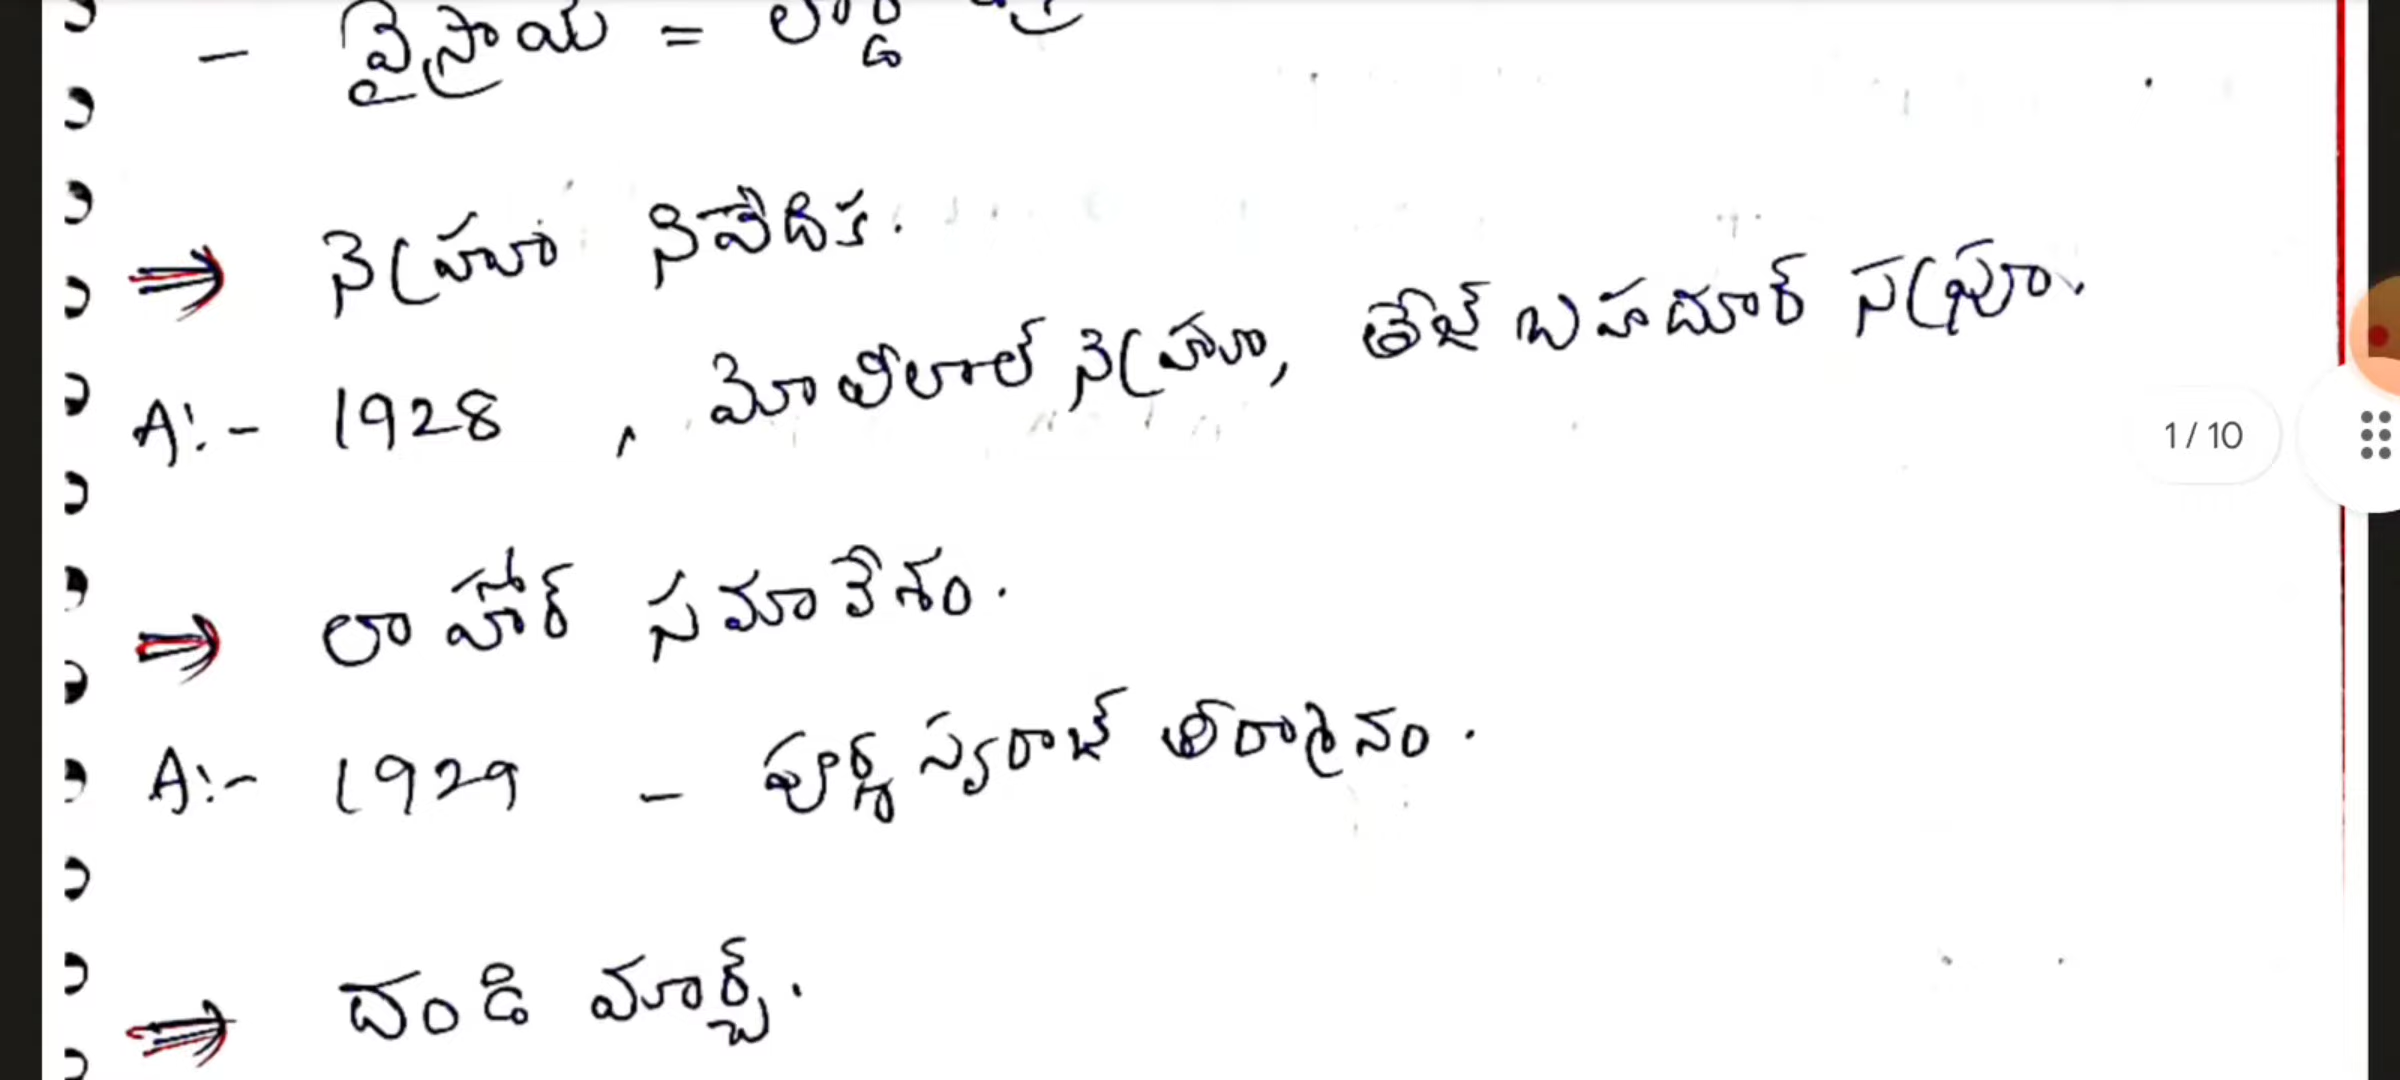 - వైస్రాయ్ = లార్డ్
⇒ నెహ్రూ నివేదిక.
A:- 1928 , మోతీలాల్ నెహ్రూ, తేజ్ బహదూర్ సప్రూ.
1 / 10
⇒ లాహోర్ సమావేశం.
A:- 1929 - పూర్ణ స్వరాజ్ తీర్మానం.
⇒ దండి మార్చ్.